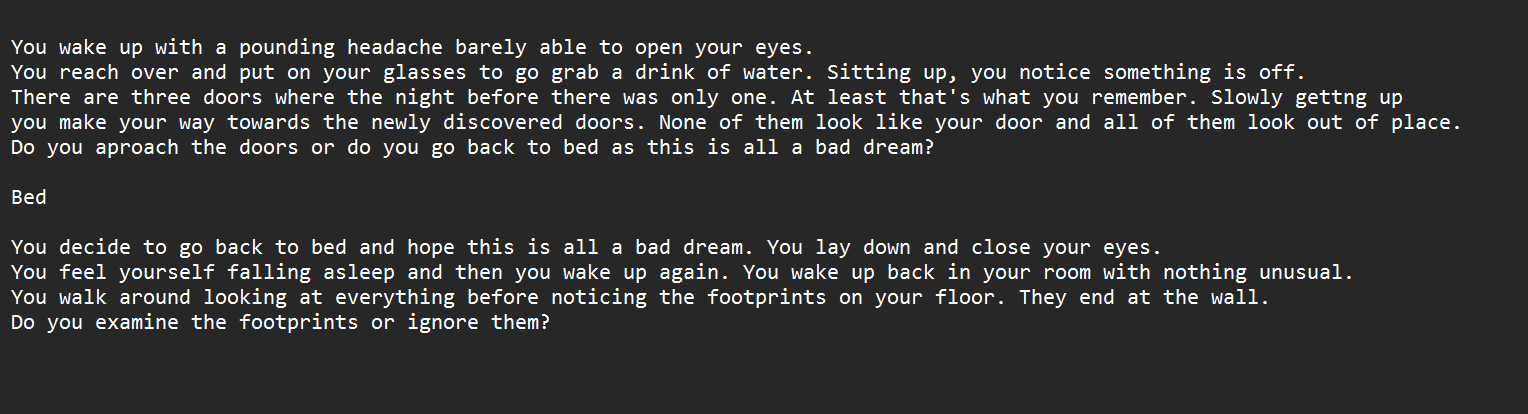 You wake up with a pounding headache barely able to open your eyes.
You reach over and put on your glasses to go grab a drink of water. Sitting up, you notice something is off.
There are three doors where the night before there was only one. At least that's what you remember. Slowly gettng up
you make your way towards the newly discovered doors. None of them look like your door and all of them look out of place.
Do you aproach the doors or do you go back to bed as this is all a bad dream?
Bed
You decide to go back to bed and hope this is all a bad dream. You lay down and close your eyes.
You feel yourself falling asleep and then you wake up again. You wake up back in your room with nothing unusual.
You walk around looking at everything before noticing the footprints on your floor. They end at the wall.
Do you examine the footprints or ignore them?